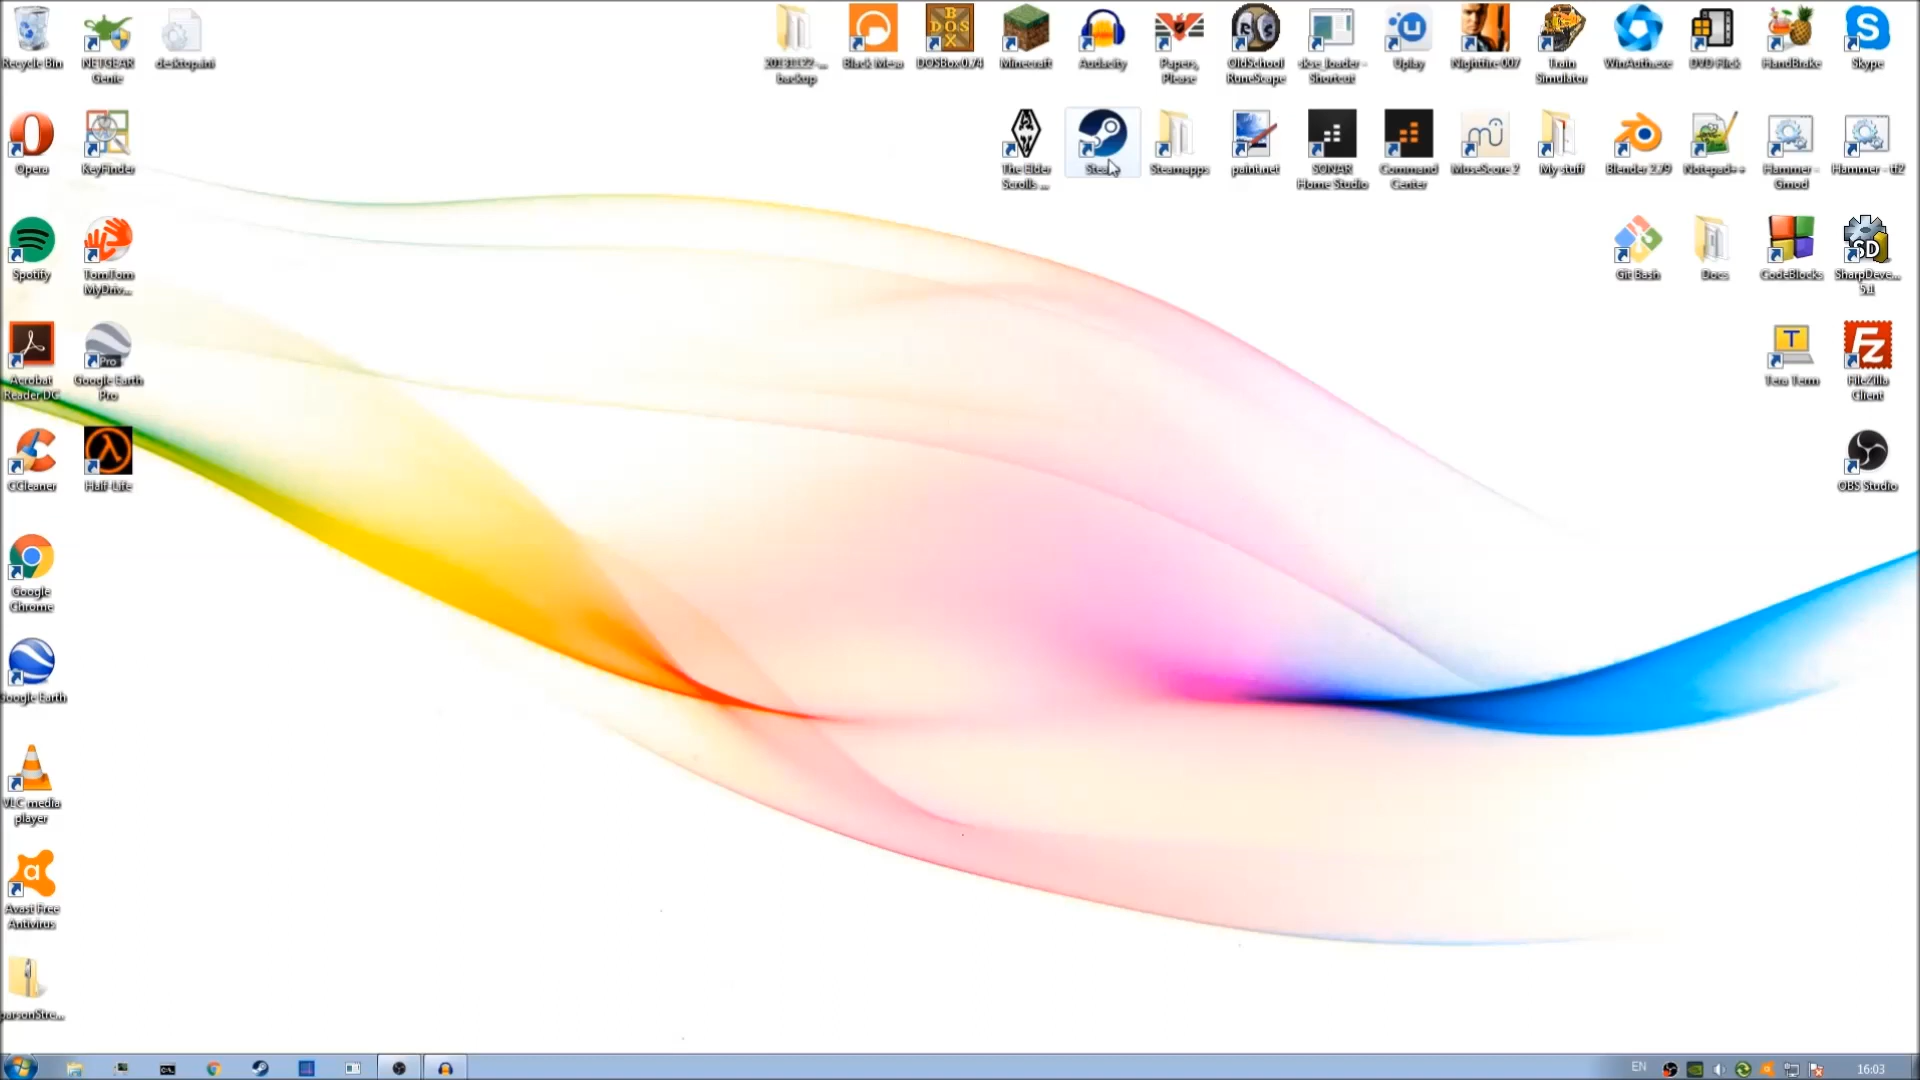 Recycle Bin
NETGEAR
Genie
desktop.ini
20131122-...
backup
Black Mesa
DOSBox 0.74
Minecraft
Audacity
Papers,
Please
OldSchool
RuneScape
skse_loader -
Shortcut
Uplay
Nightfire 007
Train
Simulator
WinAuth.exe
DVD Flick
HandBrake
Skype
Opera
KeyFinder
The Elder
Scrolls ...
Steam
Steamapps
paint.net
SONAR
Home Studio
Command
Center
MuseScore 2
My stuff
Blender 2.79
Notepad++
Hammer -
Gmod
Hammer - tf2
Spotify
TomTom
MyDriv...
Git Bash
Docs
CodeBlocks
SharpDeve...
5.1
Acrobat
Reader DC
Google Earth
Pro
Tera Term
FileZilla
Client
CCleaner
Half-Life
OBS Studio
Google
Chrome
Google Earth
VLC media
player
Avast Free
Antivirus
parsonStre...
EN
16:03